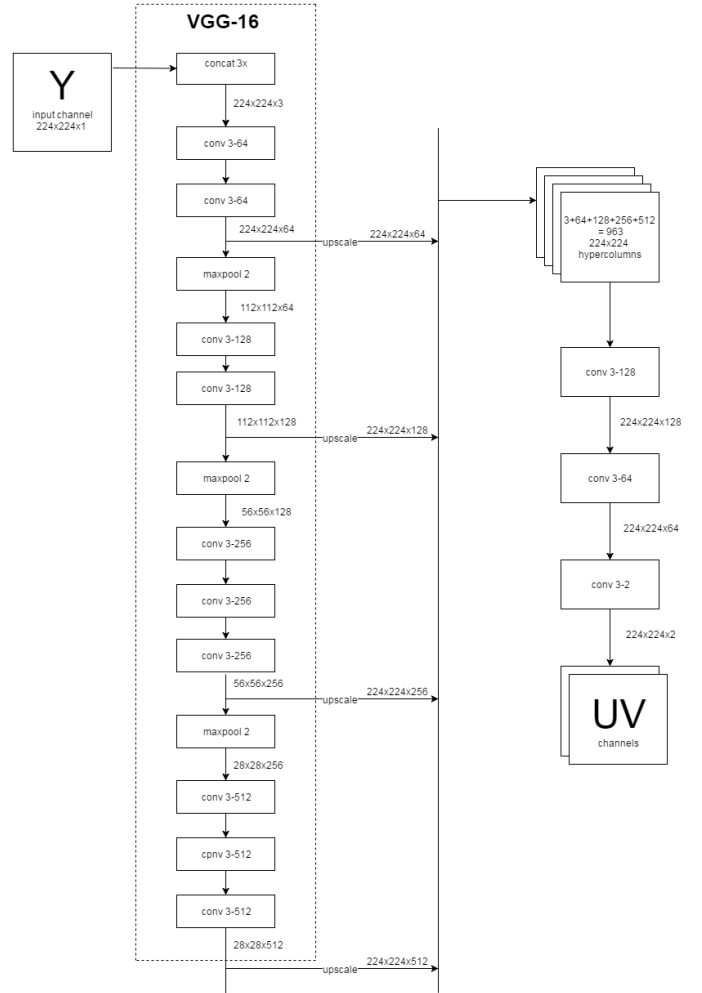 VGG-16
concat 3x
Y
input channel
224x224x1
224x224x3
conv 3-64
conv 3-64
224x224x64
upscale
224x224x64
maxpool 2
112x112x64
conv 3-128
conv 3-128
112x112x128
upscale
224x224x128
maxpool 2
56x56x128
conv 3-256
conv 3-256
conv 3-256
56x56x256
upscale
224x224x256
maxpool 2
28x28x256
conv 3-512
cpnv 3-512
conv 3-512
28x28x512
upscale
224x224x512
3+64+128+256+512
= 963
224x224
hypercolumns
conv 3-128
224x224x128
conv 3-64
224x224x64
conv 3-2
224x224x2
UV
channels